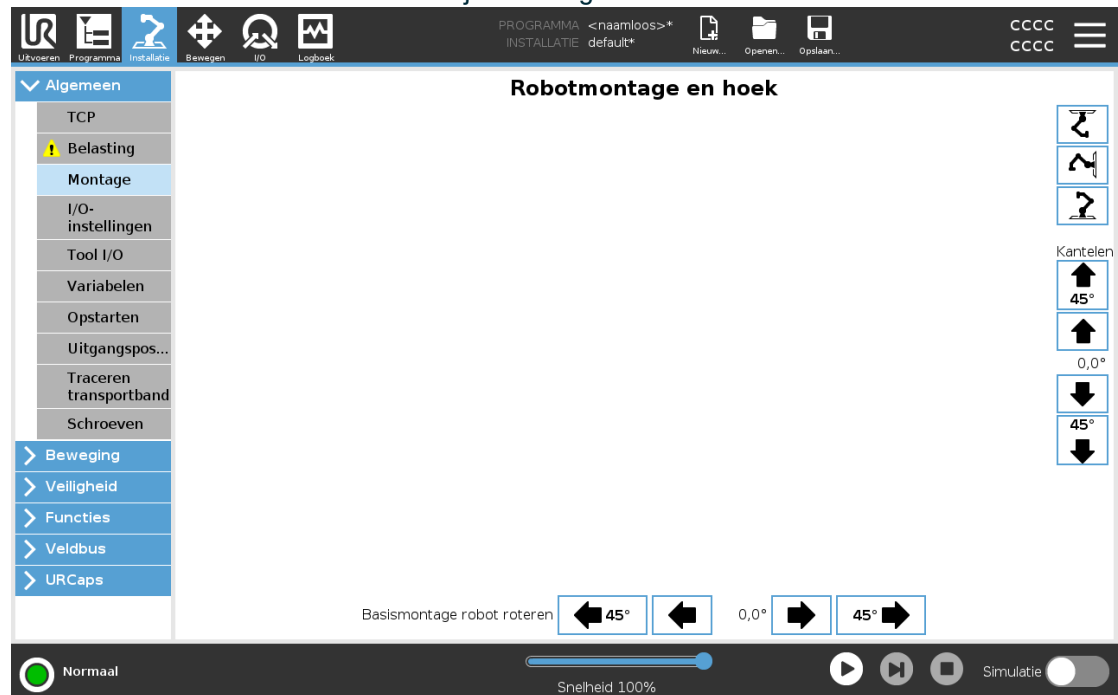 PROGRAMMA <naamloos>*
INSTALLATIE default*
UR
Uitvoeren
Programma
Installatie
Bewegen
I/O
Logboek
Nieuw...
Openen...
Opslaan...
CCCC
CCCC
Algemeen
TCP
Belasting
Montage
I/O-
instellingen
Tool I/O
Variabelen
Opstarten
Uitgangspos...
Traceren
transportband
Schroeven
Beweging
Veiligheid
Functies
Veldbus
URCaps
Robotmontage en hoek
Kantelen
45°
0,0°
45°
Basismontage robot roteren 45° 0,0° 45°
Normaal
Snelheid 100%
Simulatie